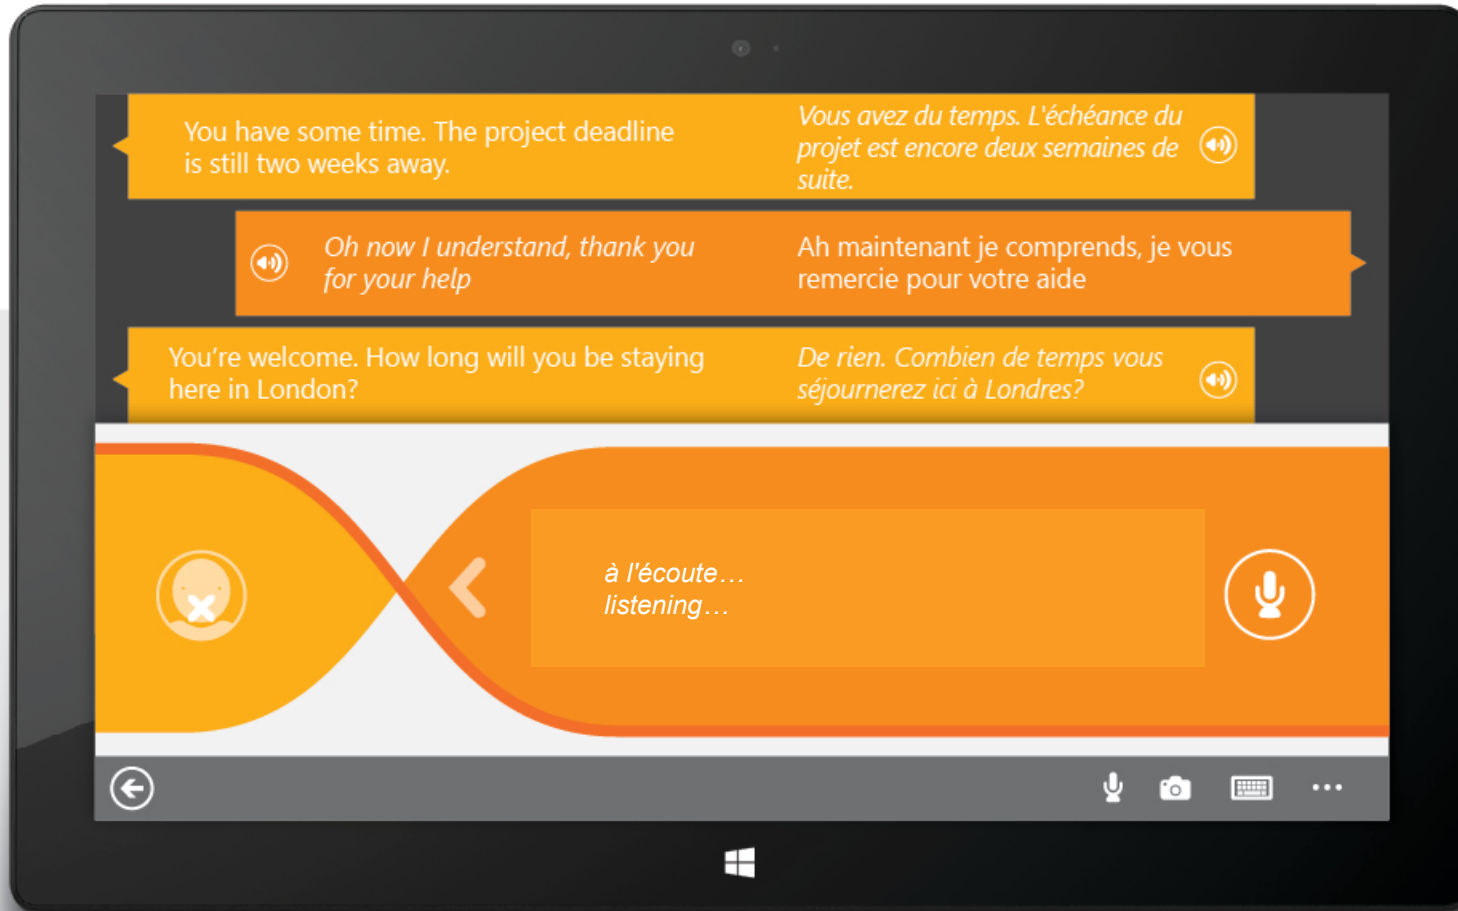 You have some time. The project deadline
is still two weeks away.
Vous avez du temps. L'échéance du
projet est encore deux semaines de
suite.
Oh now I understand, thank you
for your help
Ah maintenant je comprends, je vous
remercie pour votre aide
You're welcome. How long will you be staying
here in London?
De rien. Combien de temps vous
séjournerez ici à Londres?
à l'écoute...
listening...